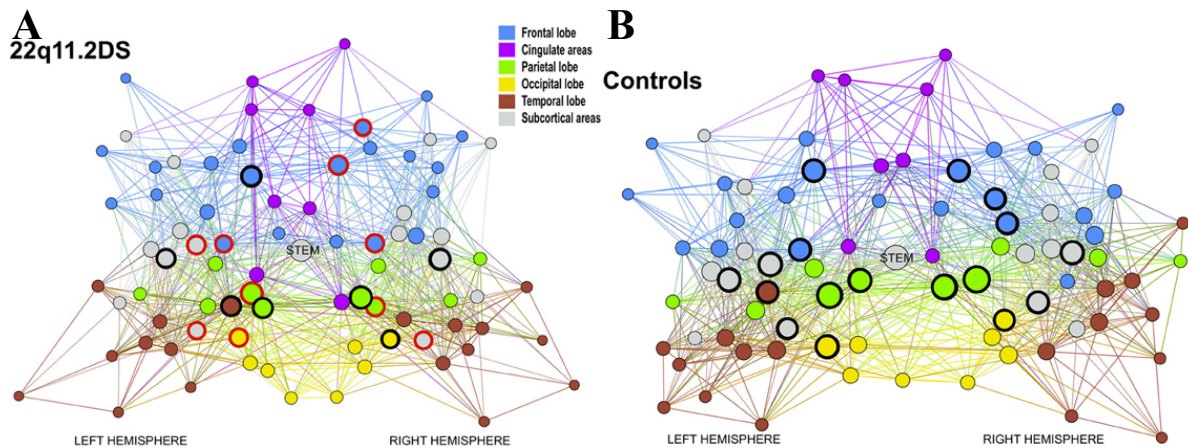 A
22q11.2DS
Frontal lobe
Cingulate areas
Parietal lobe
Occipital lobe
Temporal lobe
Subcortical areas
STEM
LEFT HEMISPHERE
RIGHT HEMISPHERE
B
Controls
STEM
LEFT HEMISPHERE
RIGHT HEMISPHERE